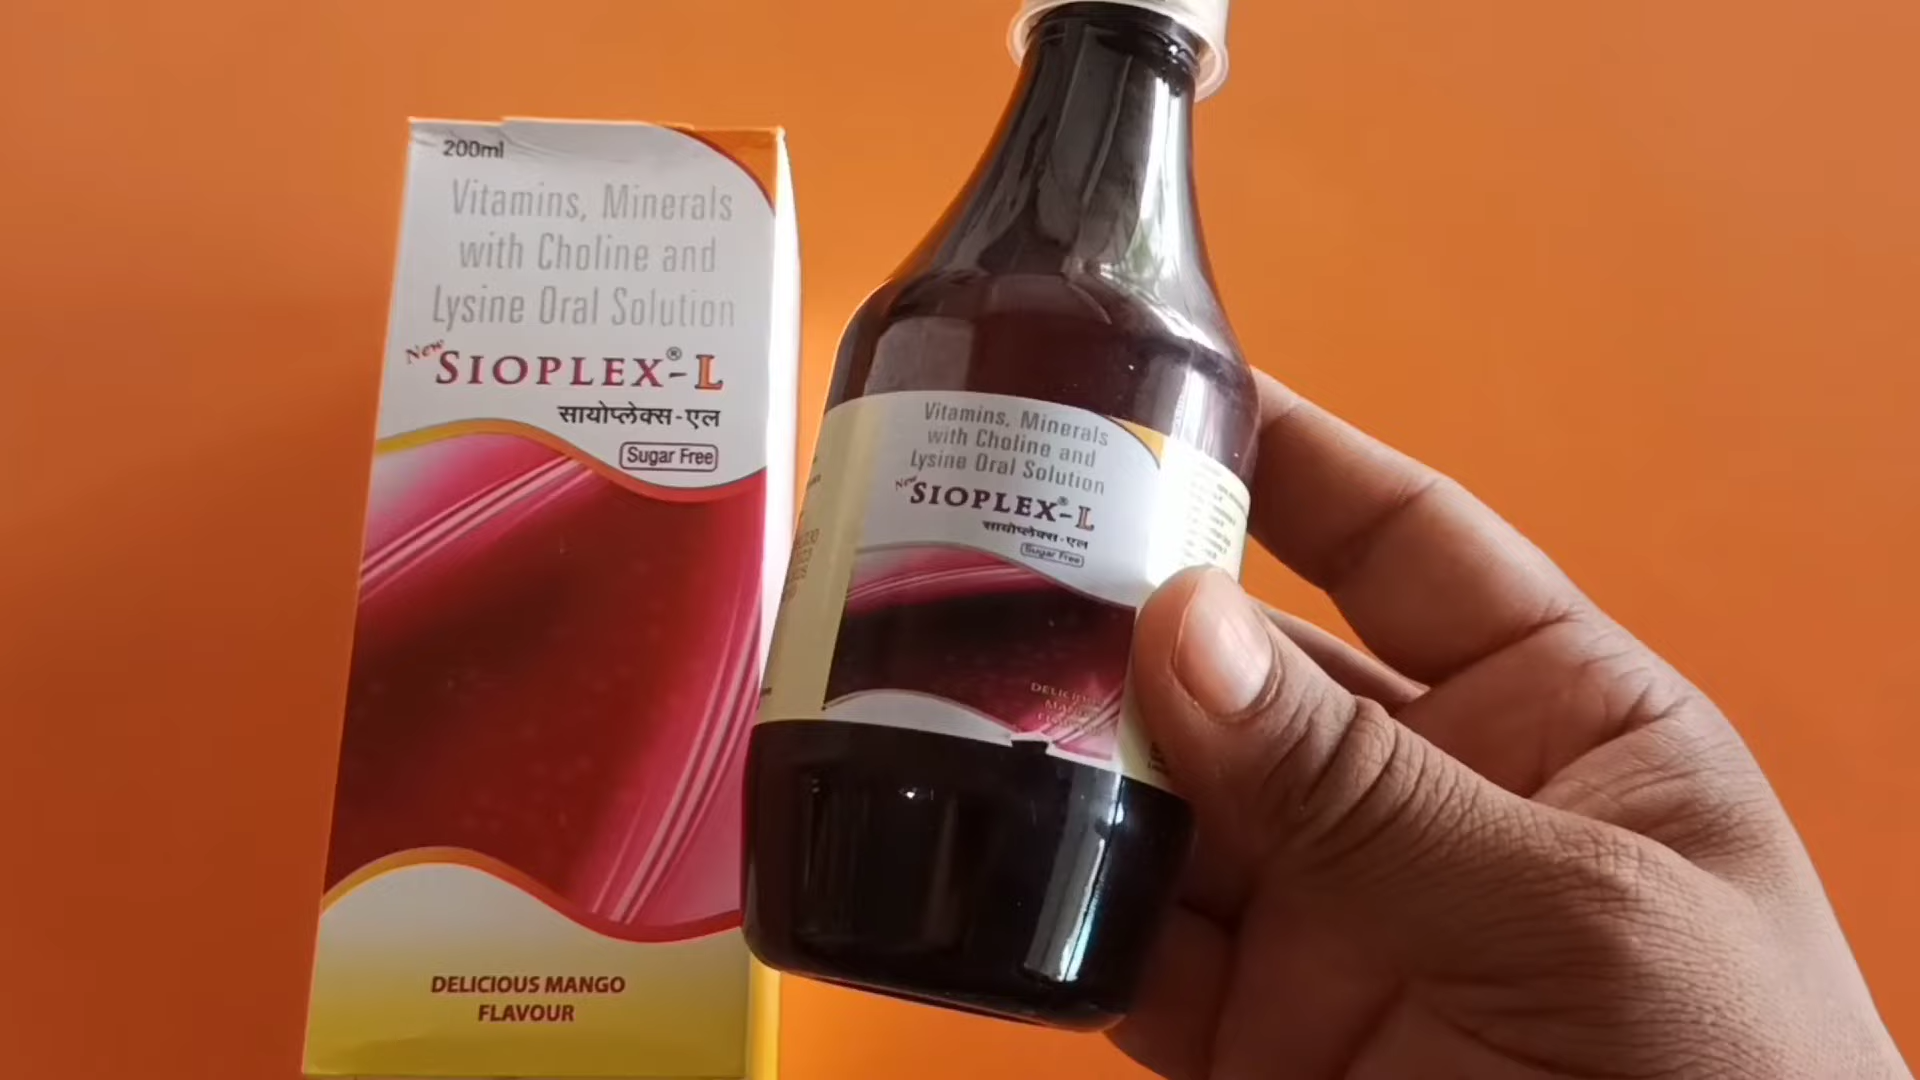 200ml
Vitamins, Minerals
with Choline and
Lysine Oral Solution
New SIOPLEX®-L
सायोप्लेक्स-एल
Sugar Free
DELICIOUS MANGO
FLAVOUR
Vitamins, Minerals
with Choline and
Lysine Oral Solution
New SIOPLEX®-L
सायोप्लेक्स-एल
Sugar Free